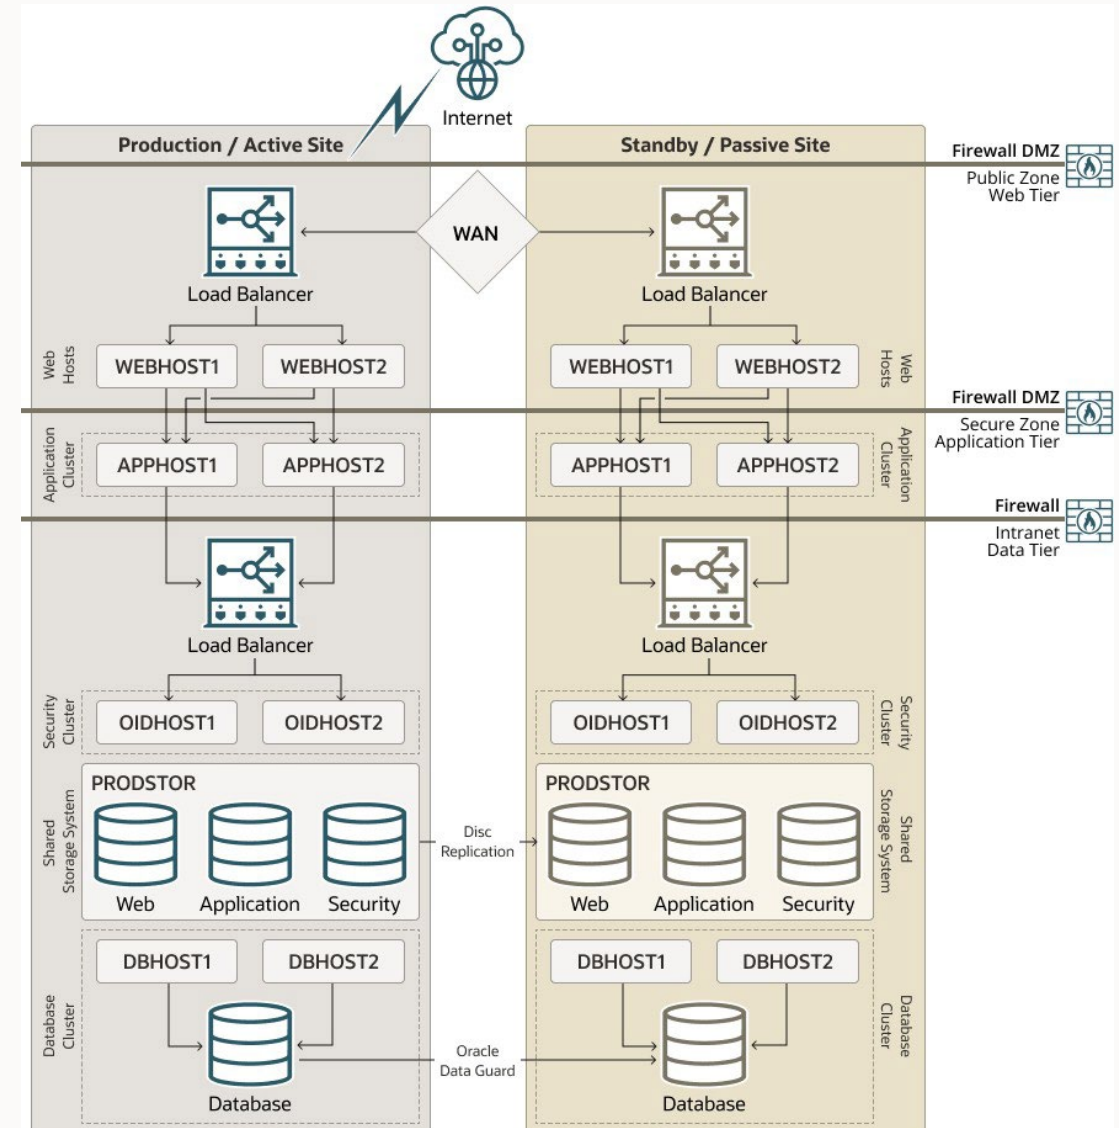 Internet
Production / Active Site
Standby / Passive Site
Firewall DMZ
Public Zone
Web Tier
WAN
Load Balancer
Load Balancer
Web
Hosts
WEBHOST1
WEBHOST2
WEBHOST1
WEBHOST2
Web
Hosts
Firewall DMZ
Secure Zone
Application Tier
Application
Cluster
APPHOST1
APPHOST2
APPHOST1
APPHOST2
Application
Cluster
Firewall
Intranet
Data Tier
Load Balancer
Load Balancer
Security
Cluster
OIDHOST1
OIDHOST2
OIDHOST1
OIDHOST2
Security
Cluster
Shared
Storage System
PRODSTOR
Web
Application
Security
Disc
Replication
PRODSTOR
Web
Application
Security
Shared
Storage System
Database
Cluster
DBHOST1
DBHOST2
Database
Oracle
Data Guard
DBHOST1
DBHOST2
Database
Database
Cluster